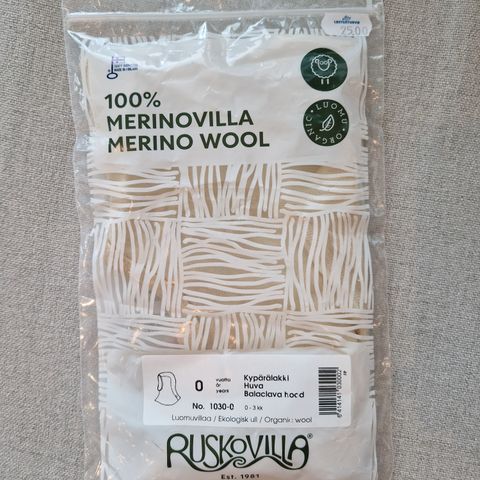 25,00
100%
MERINOVILLA
MERINO WOOL
LUOMU • ORGANIC •
0
vuotta
år
years
Kypärälakki
Huva
Balaclava hood
No. 1030-0
0 - 3 kk
Luomuvillaa / Ekologisk ull / Organic wool
RUSKOVILLA®
Est. 1981